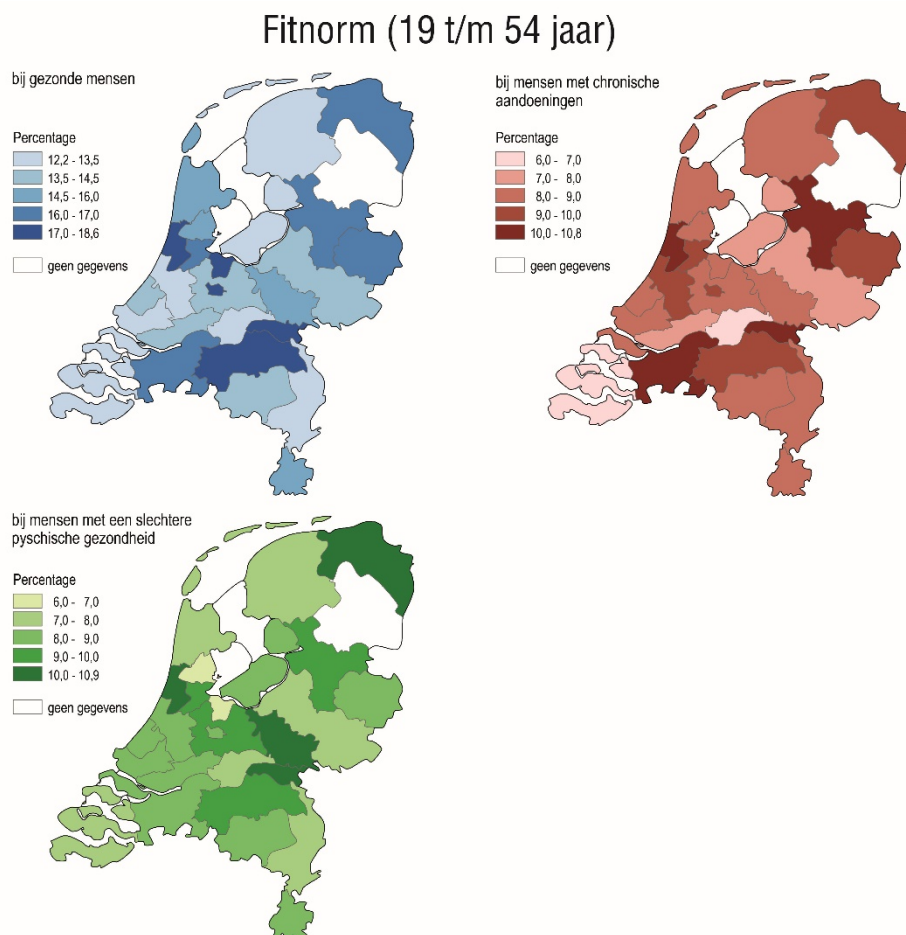 Fitnorm (19 t/m 54 jaar)
bij gezonde mensen
Percentage
12,2 - 13,5
13,5 - 14,5
14,5 - 16,0
16,0 - 17,0
17,0 - 18,6
geen gegevens
bij mensen met chronische
aandoeningen
Percentage
6,0 - 7,0
7,0 - 8,0
8,0 - 9,0
9,0 - 10,0
10,0 - 10,8
geen gegevens
bij mensen met een slechtere
pyschische gezondheid
Percentage
6,0 - 7,0
7,0 - 8,0
8,0 - 9,0
9,0 - 10,0
10,0 - 10,9
geen gegevens